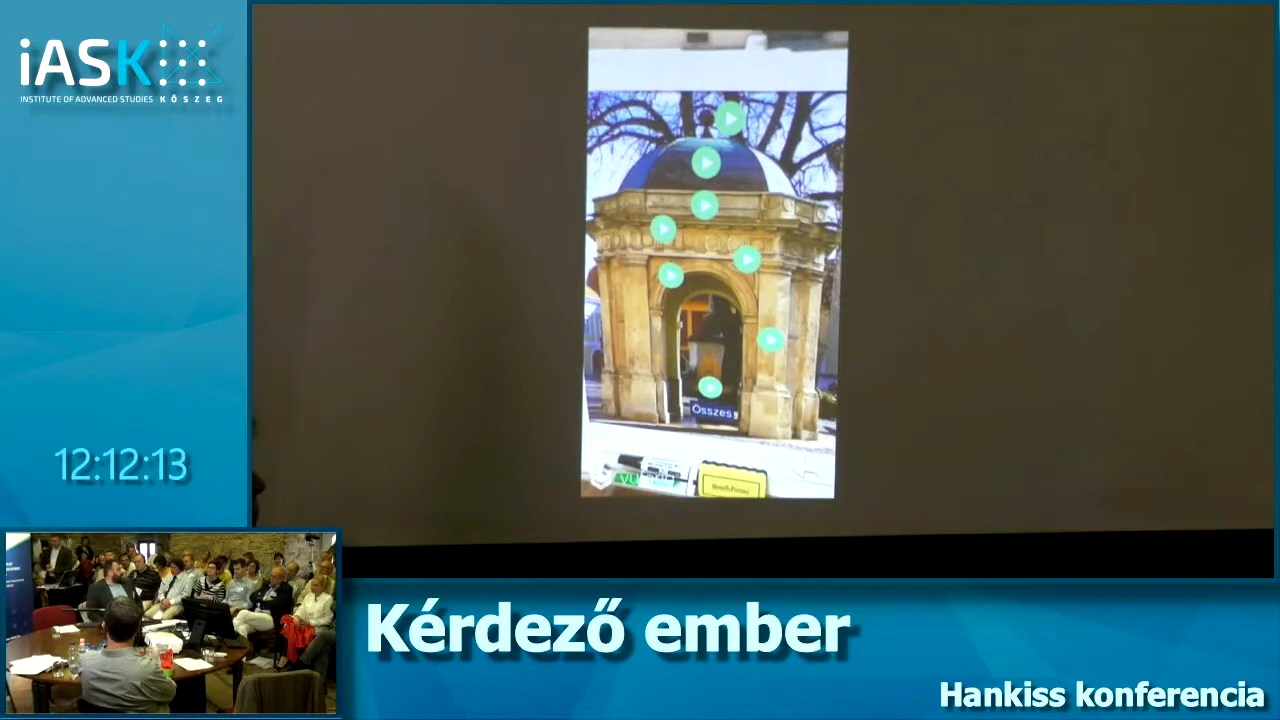 iASK
INSTITUTE OF ADVANCED STUDIES KŐSZEG
Összes
12:12:13
Kérdező ember
Hankiss konferencia